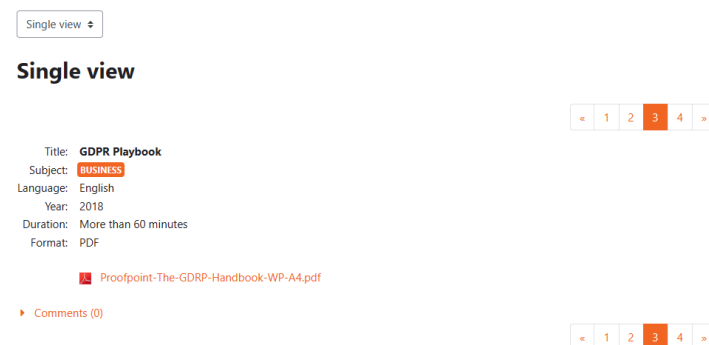 Single view
Single view
« 1 2 3 4 »
Title: GDPR Playbook
Subject: BUSINESS
Language: English
Year: 2018
Duration: More than 60 minutes
Format: PDF
Proofpoint-The-GDRP-Handbook-WP-A4.pdf
Comments (0)
« 1 2 3 4 »